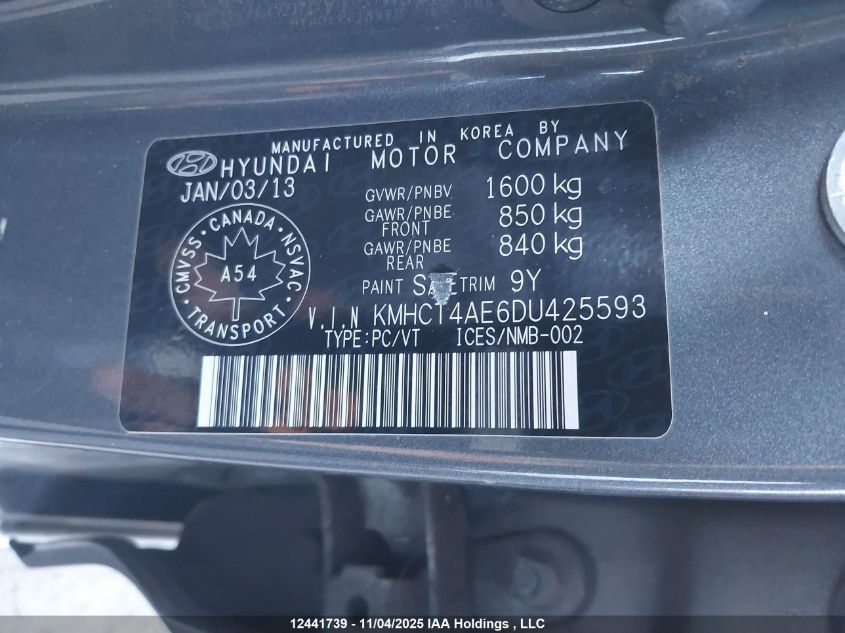 MANUFACTURED IN KOREA BY
HYUNDAI MOTOR COMPANY
JAN/03/13
GVWR/PNBV 1600 kg
GAWR/PNBE FRONT 850 kg
GAWR/PNBE REAR 840 kg
PAINT TRIM 9Y
CMVSS · CANADA · NSVAC · TRANSPORT ·
A54
V.I.N KMHCT4AE6DU425593
TYPE:PC/VT ICES/NMB-002
12441739 - 11/04/2025 IAA Holdings , LLC